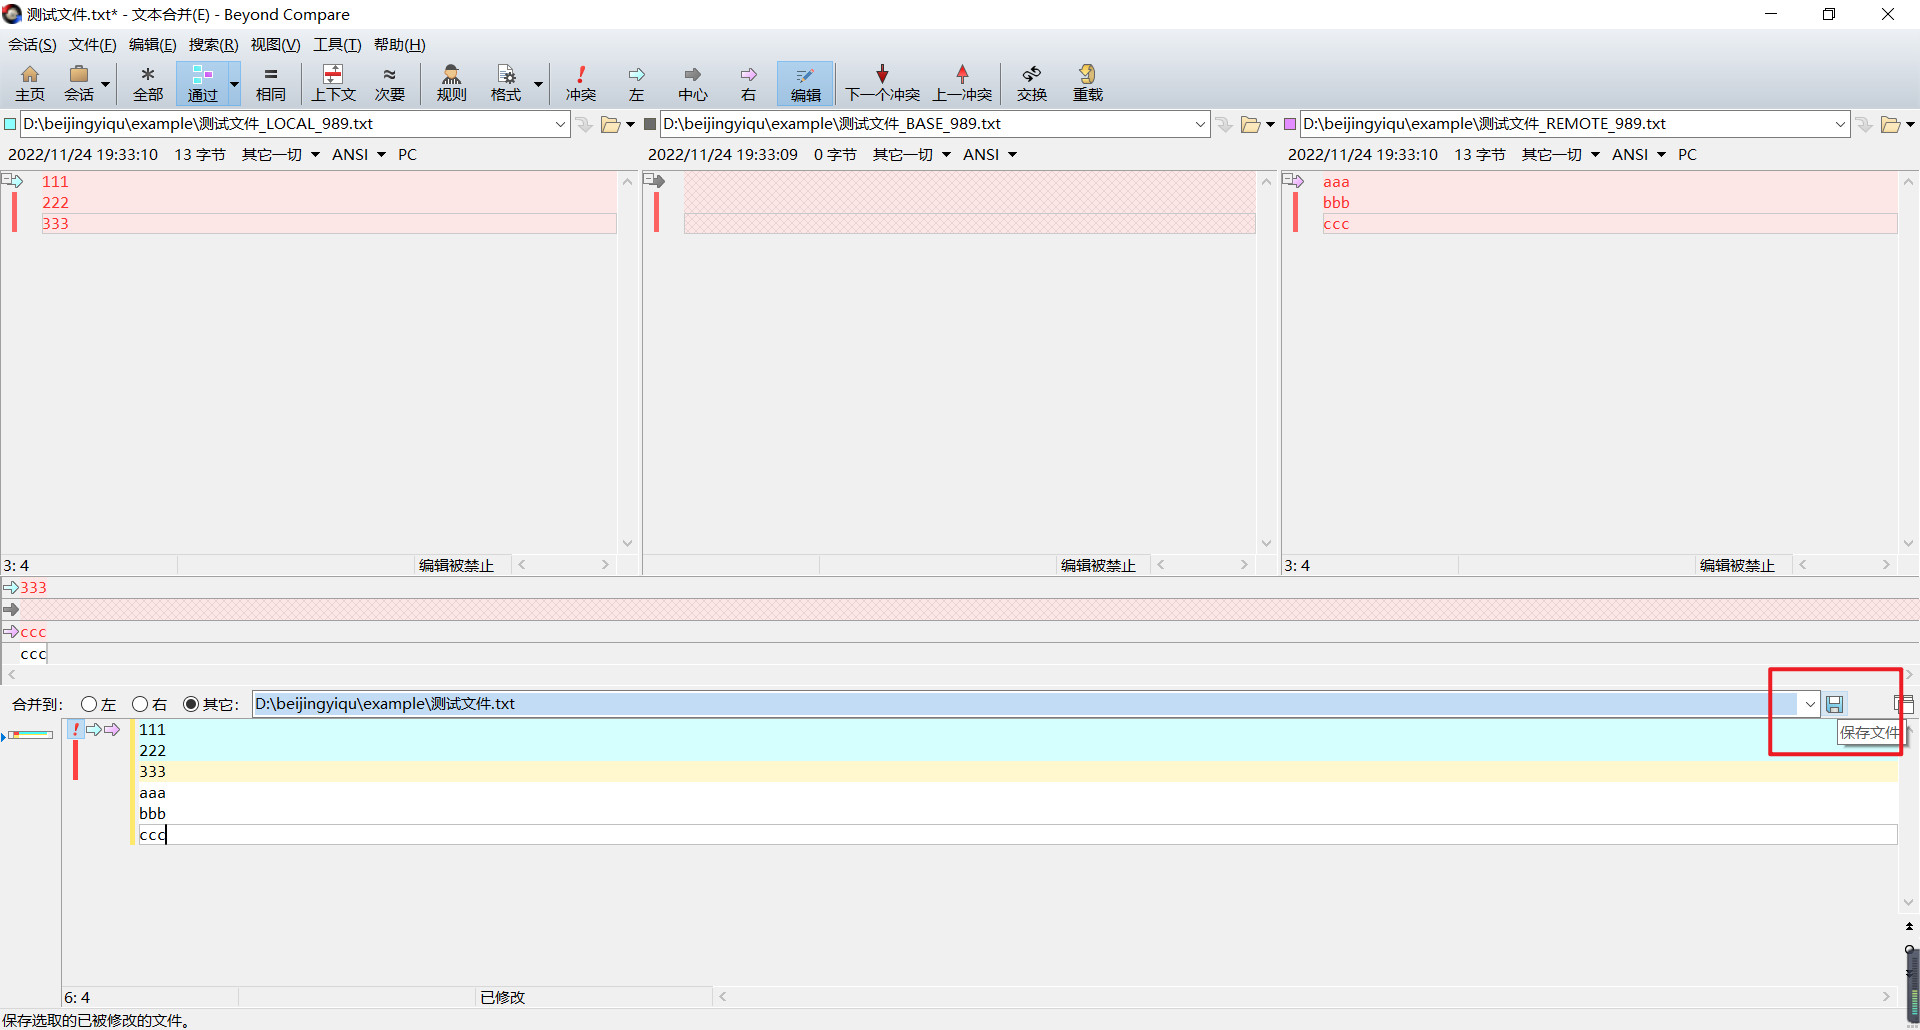 测试文件.txt* - 文本合并(E) - Beyond Compare
会话(S) 文件(F) 编辑(E) 搜索(R) 视图(V) 工具(T) 帮助(H)
主页 会话 全部 通过 相同 上下文 次要 规则 格式 冲突 左 中心 右 编辑 下一个冲突 上一冲突 交换 重载
D:\beijingyiqu\example\测试文件_LOCAL_989.txt D:\beijingyiqu\example\测试文件_BASE_989.txt D:\beijingyiqu\example\测试文件_REMOTE_989.txt
2022/11/24 19:33:10 13 字节 其它一切 ANSI PC 2022/11/24 19:33:09 0 字节 其它一切 ANSI 2022/11/24 19:33:10 13 字节 其它一切 ANSI PC
111 aaa
222 bbb
333 ccc
3: 4 编辑被禁止 编辑被禁止 3: 4 编辑被禁止
333
ccc
ccc
合并到: 左 右 其它: D:\beijingyiqu\example\测试文件.txt
保存文件
111
222
333
aaa
bbb
ccc
6: 4 已修改
保存选取的已被修改的文件。